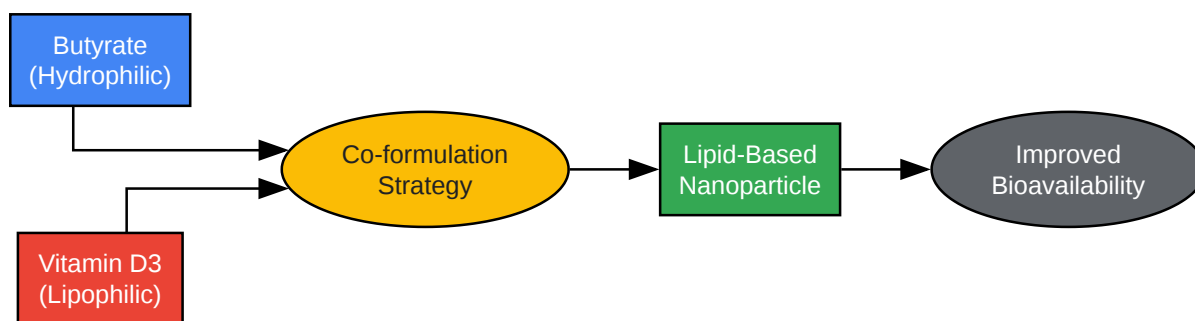 Butyrate
(Hydrophilic)
Co-formulation
Strategy
Lipid-Based
Nanoparticle
Improved
Bioavailability
Vitamin D3
(Lipophilic)